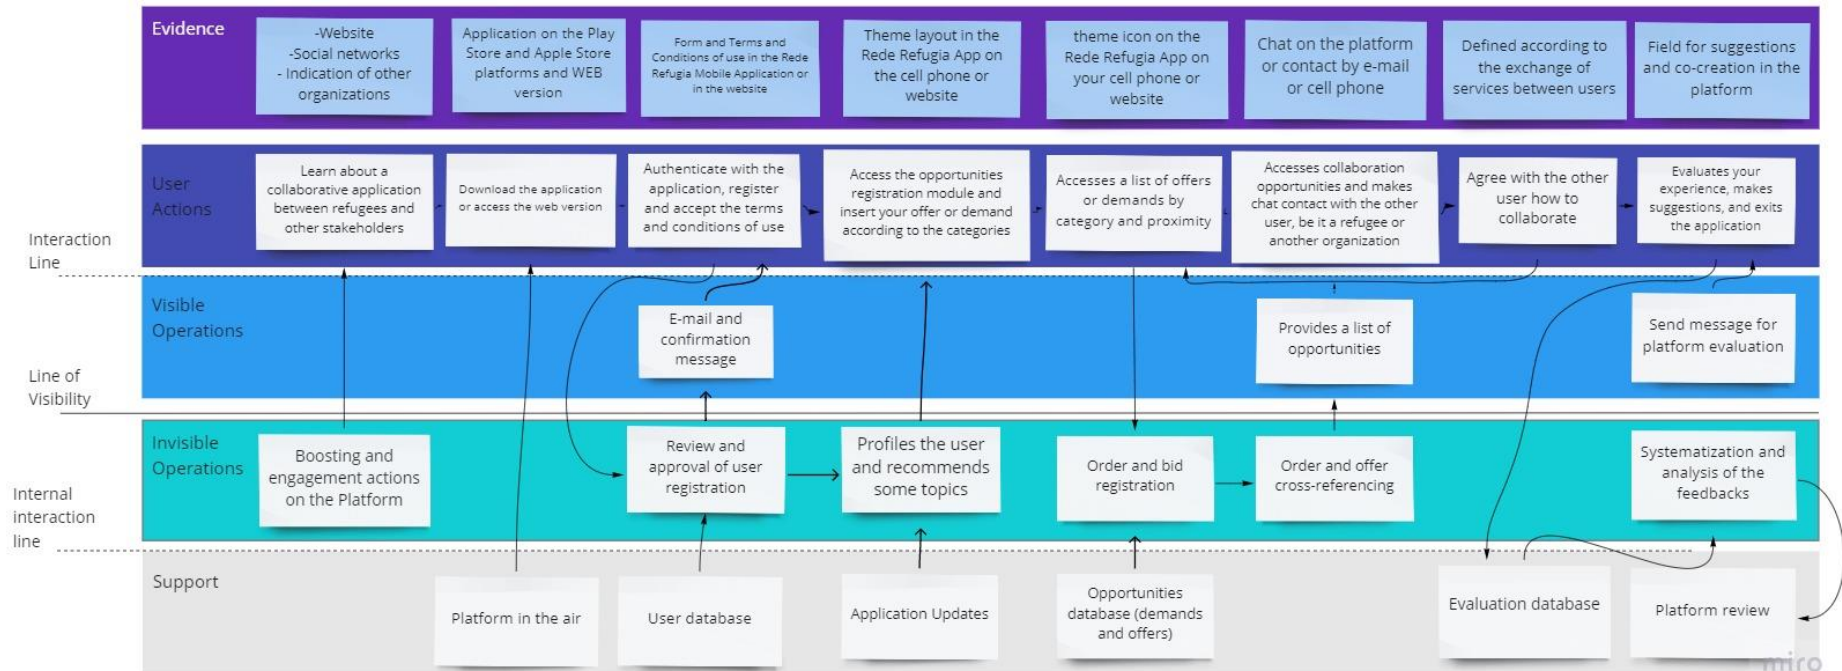 Evidence
-Website
-Social networks
- Indication of other
organizations
Application on the Play
Store and Apple Store
platforms and WEB
version
Form and Terms and
Conditions of use in the Rede
Refugia Mobile Application or
in the website
Theme layout in the
Rede Refugia App on
the cell phone or
website
theme icon on the
Rede Refugia App on
your cell phone or
website
Chat on the platform
or contact by e-mail
or cell phone
Defined according to
the exchange of
services between users
Field for suggestions
and co-creation in the
platform
User
Actions
Learn about a
collaborative application
between refugees and
other stakeholders
Download the application
or access the web version
Authenticate with the
application, register
and accept the terms
and conditions of use
Access the opportunities
registration module and
insert your offer or demand
according to the categories
Accesses a list of offers
or demands by
category and proximity
Accesses collaboration
opportunities and makes
chat contact with the other
user, be it a refugee or
another organization
Agree with the other
user how to
collaborate
Evaluates your
experience, makes
suggestions, and exits
the application
Interaction
Line
Visible
Operations
E-mail and
confirmation
message
Provides a list of
opportunities
Send message for
platform evaluation
Line of
Visibility
Invisible
Operations
Boosting and
engagement actions
on the Platform
Review and
approval of user
registration
Profiles the user
and recommends
some topics
Order and bid
registration
Order and offer
cross-referencing
Systematization and
analysis of the
feedbacks
Internal
interaction
line
Support
Platform in the air
User database
Application Updates
Opportunities
database (demands
and offers)
Evaluation database
Platform review
miro